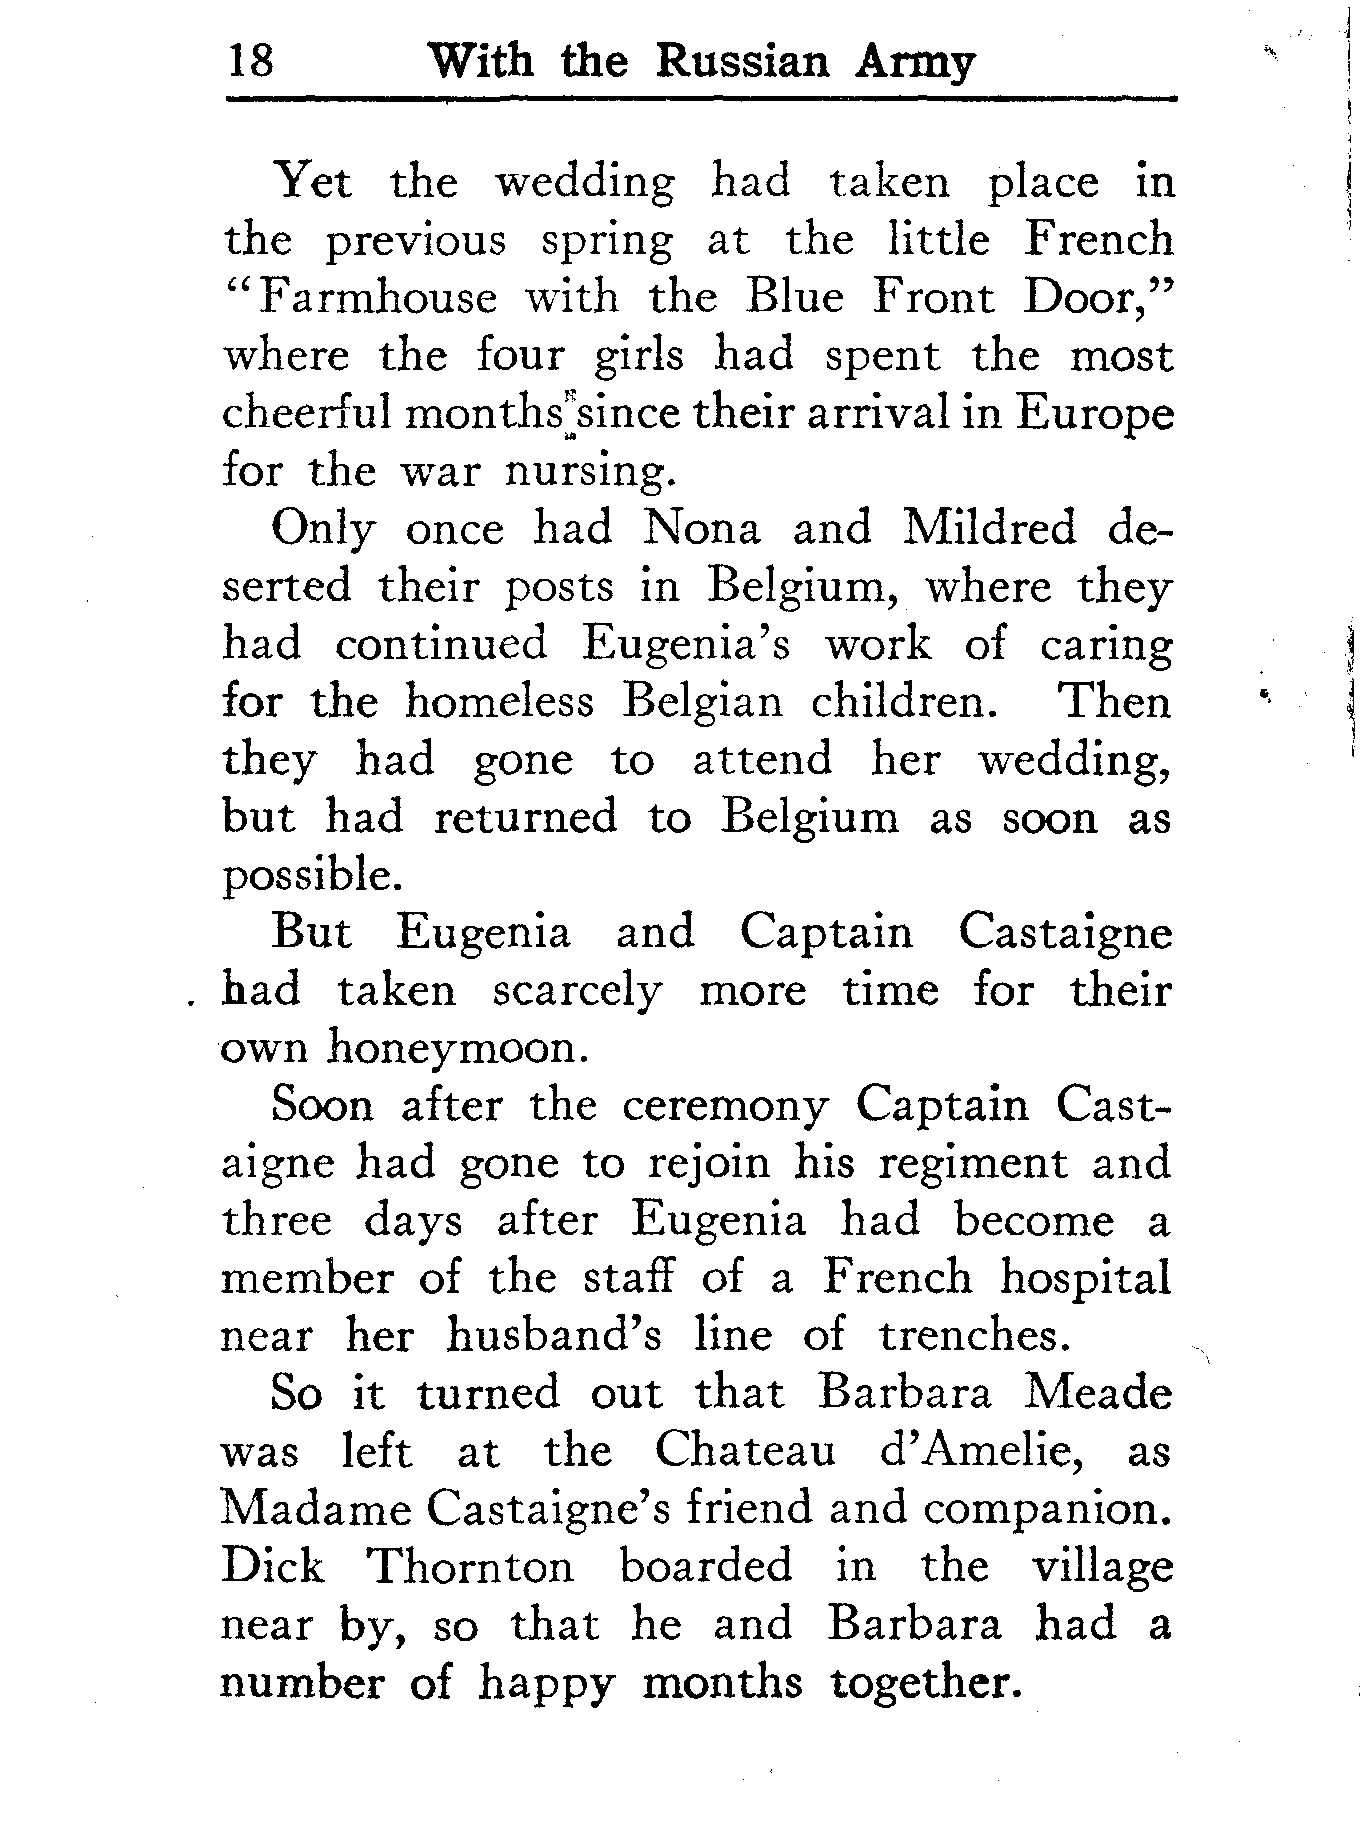 18 With the Russian Army
Yet the wedding had taken place in
the previous spring at the little French
“Farmhouse with the Blue Front Door,”
where the four girls had spent the most
cheerful months since their arrival in Europe
for the war nursing.
Only once had Nona and Mildred de-
serted their posts in Belgium, where they
had continued Eugenia’s work of caring
for the homeless Belgian children. Then
they had gone to attend her wedding,
but had returned to Belgium as soon as
possible.
But Eugenia and Captain Castaigne
had taken scarcely more time for their
own honeymoon.
Soon after the ceremony Captain Cast-
aigne had gone to rejoin his regiment and
three days after Eugenia had become a
member of the staff of a French hospital
near her husband’s line of trenches.
So it turned out that Barbara Meade
was left at the Chateau d’Amelie, as
Madame Castaigne’s friend and companion.
Dick Thornton boarded in the village
near by, so that he and Barbara had a
number of happy months together.